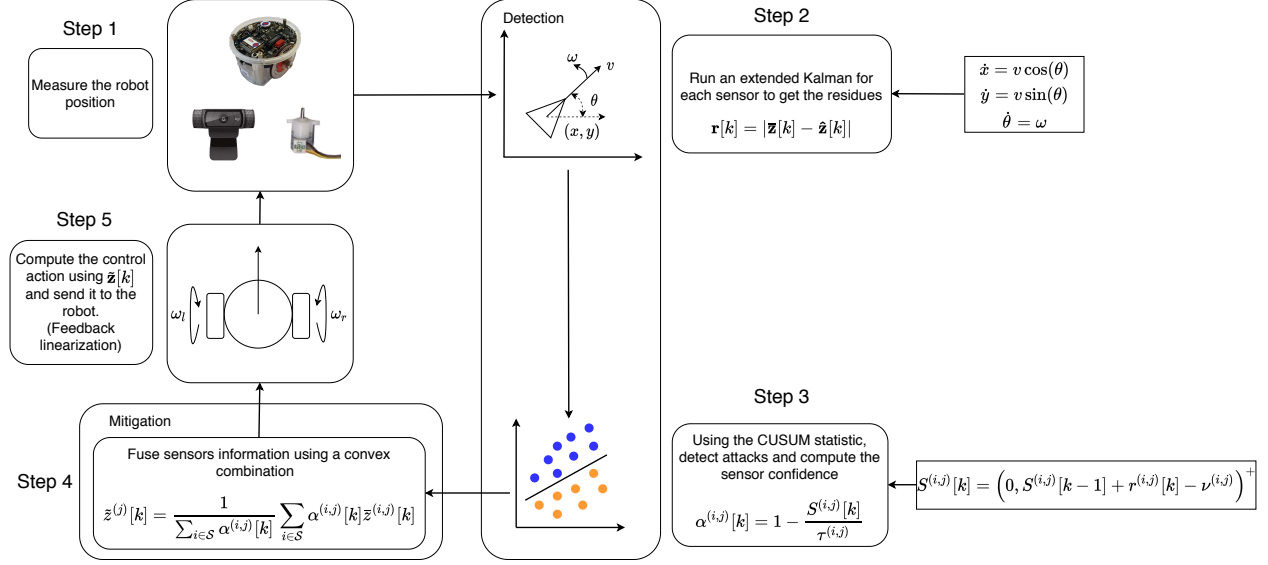 Step 1
Measure the robot
position
Detection
ω
v
θ
(x, y)
Step 2
Run an extended Kalman for
each sensor to get the residues
r[k] = |z̄[k] − ẑ[k]|
ẋ = v cos(θ)
ẏ = v sin(θ)
θ̇ = ω
Step 5
Compute the control
action using z̃[k]
and send it to the
robot.
(Feedback
linearization)
ω_l
ω_r
Step 3
Using the CUSUM statistic,
detect attacks and compute the
sensor confidence
α^{(i,j)}[k] = 1 − \frac{S^{(i,j)}[k]}{τ^{(i,j)}}
S^{(i,j)}[k] = (0, S^{(i,j)}[k−1] + r^{(i,j)}[k] − ν^{(i,j)})^+
Step 4
Mitigation
Fuse sensors information using a convex
combination
z̃^{(j)}[k] = \frac{1}{∑_{i∈𝒮} α^{(i,j)}[k]} ∑_{i∈𝒮} α^{(i,j)}[k] z̄^{(i,j)}[k]